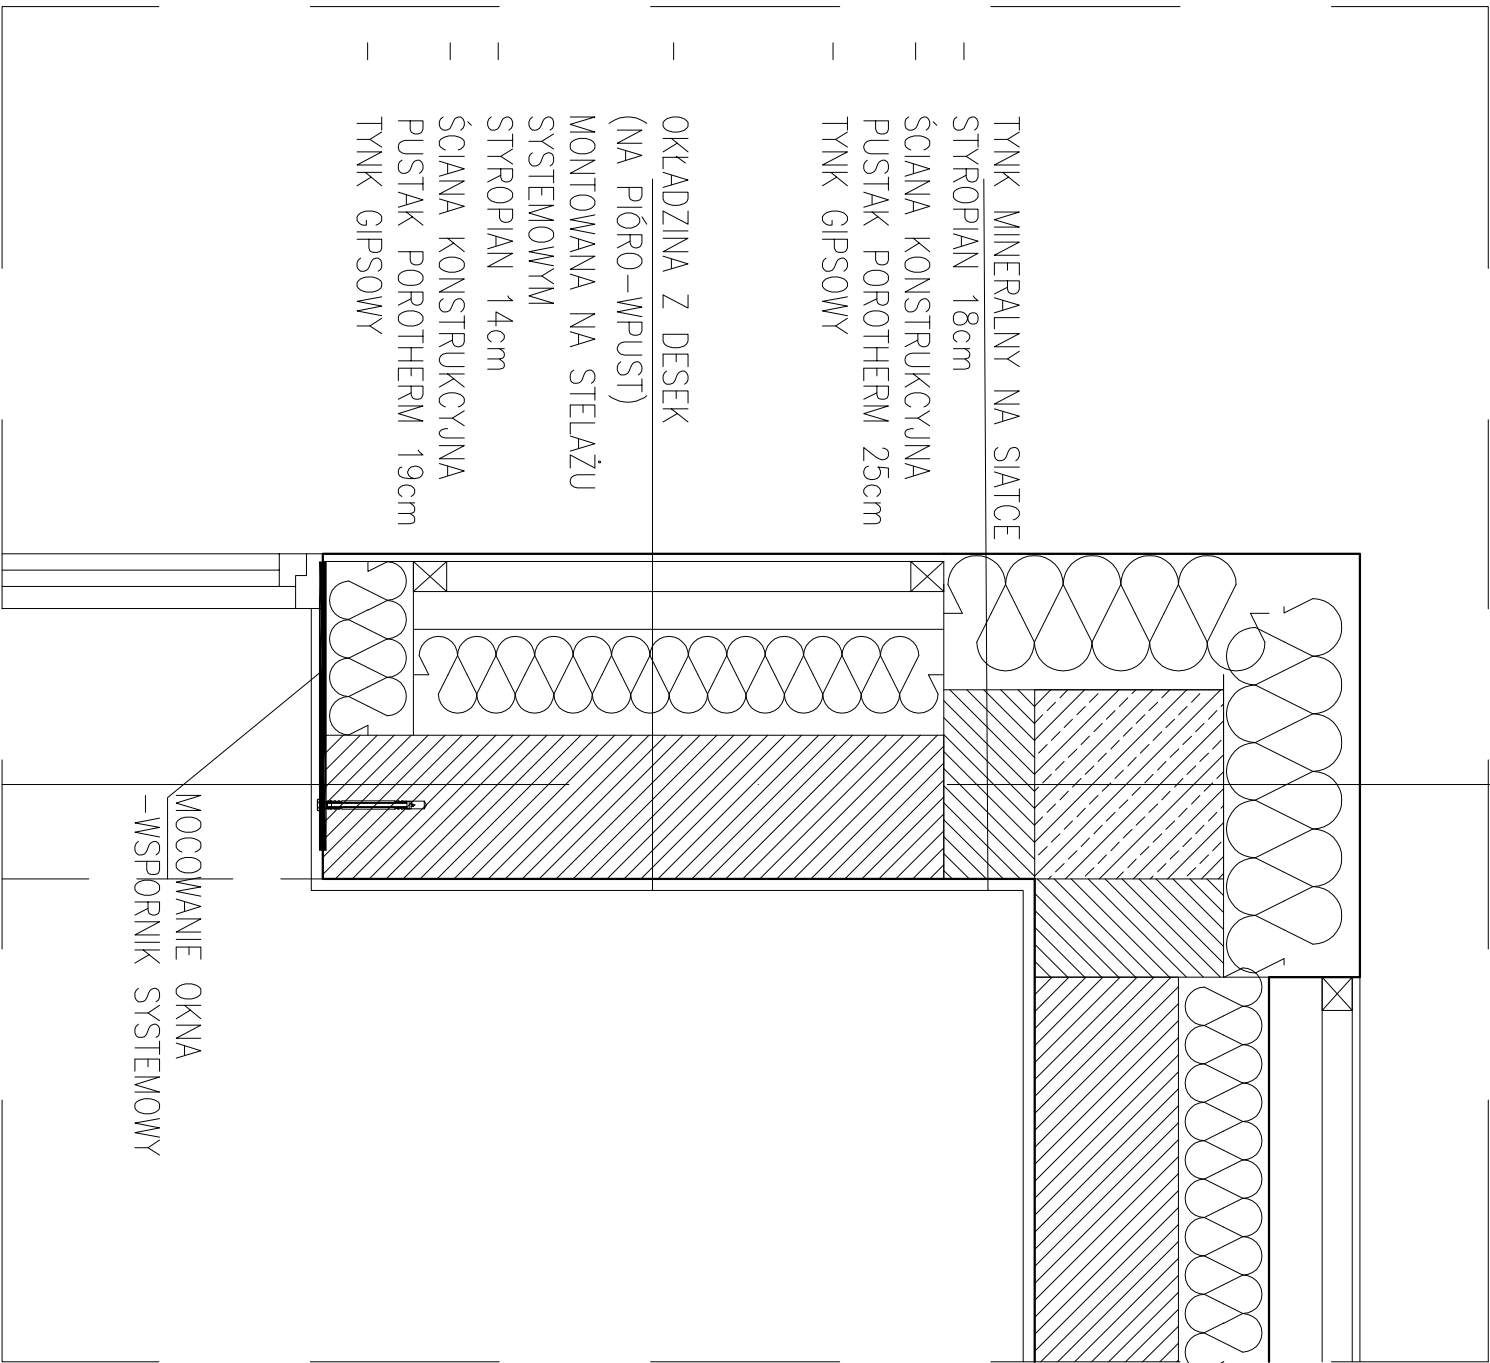 TYNK MINERALNY NA SIATCE
- STYROPIAN 18cm
- ŚCIANA KONSTRUKCYJNA
PUSTAK POROTHERM 25cm
- TYNK GIPSOWY
- OKŁADZINA Z DESEK
(NA PIÓRO-WPUST)
MONTOWANA NA STELAŻU
SYSTEMOWYM
- STYROPIAN 14cm
- ŚCIANA KONSTRUKCYJNA
PUSTAK POROTHERM 19cm
- TYNK GIPSOWY
MOCOWANIE OKNA
-WSPORNIK SYSTEMOWY